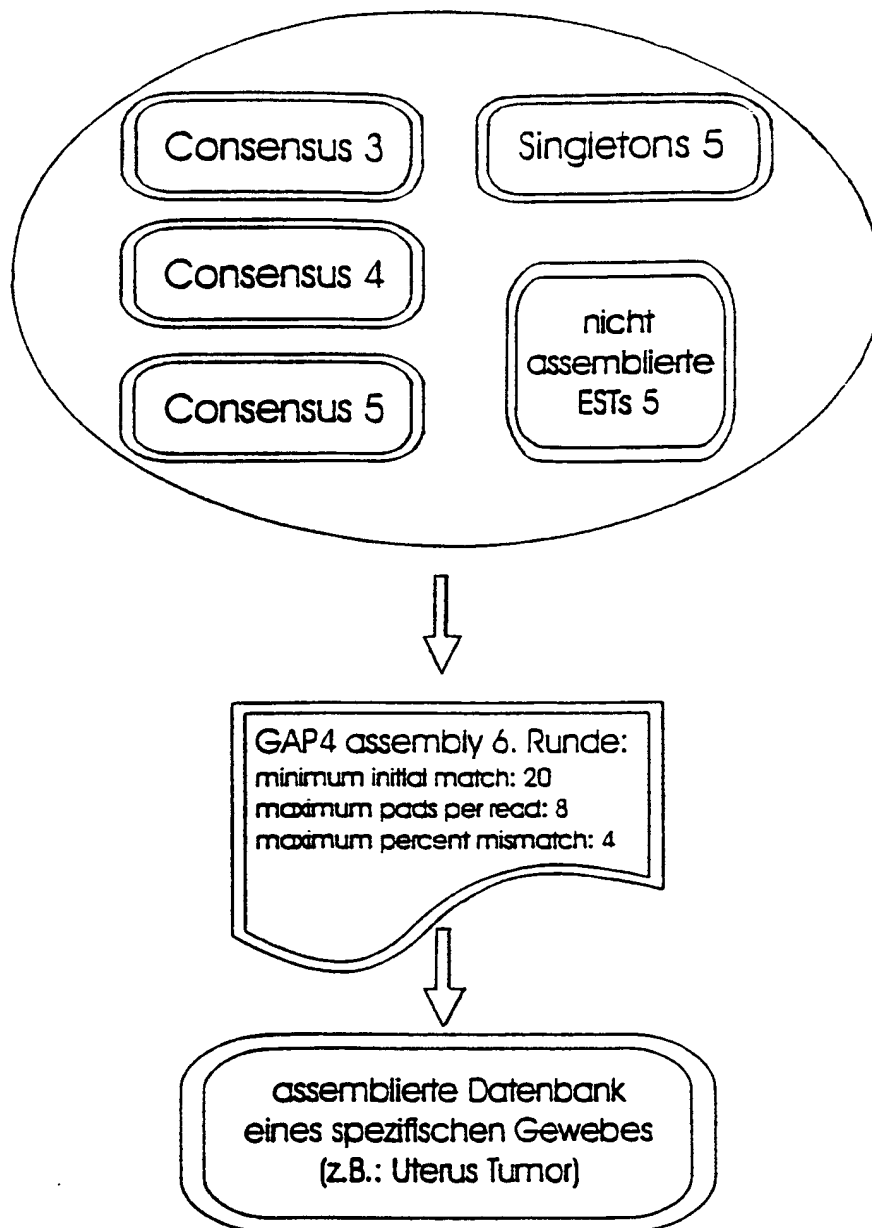 Consensus 3
Singletons 5
Consensus 4
nicht
assemblierte
ESTs 5
Consensus 5
GAP4 assembly 6. Runde:
minimum initial match: 20
maximum pads per read: 8
maximum percent mismatch: 4
assemblierte Datenbank
eines spezifischen Gewebes
(z.B.: Uterus Tumor)